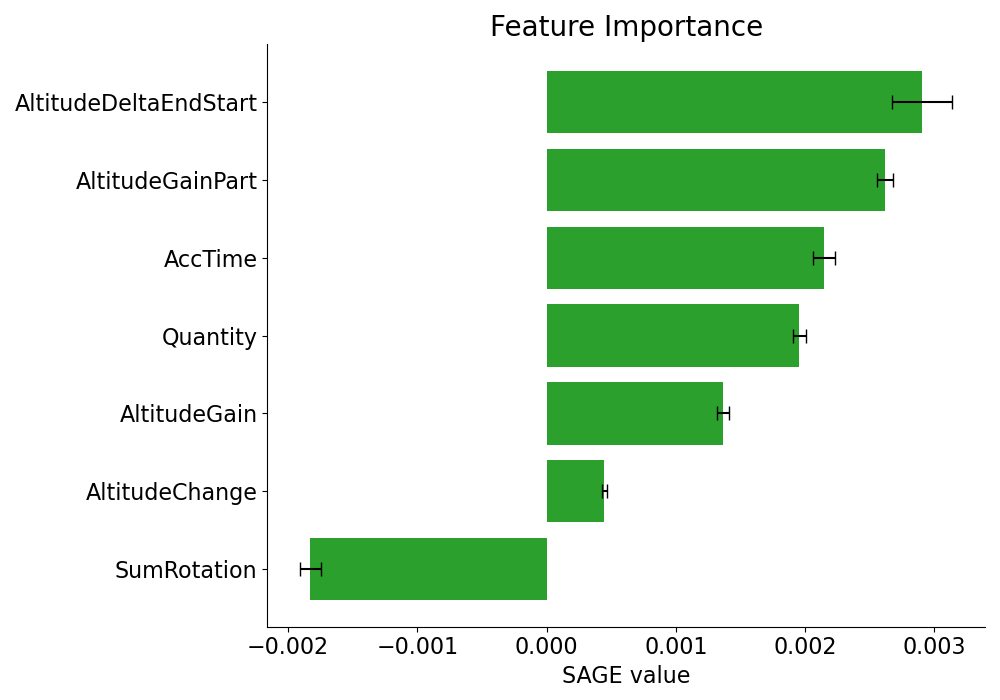 Feature Importance
AltitudeDeltaEndStart
AltitudeGainPart
AccTime
Quantity
AltitudeGain
AltitudeChange
SumRotation
−0.002 −0.001 0.000 0.001 0.002 0.003
SAGE value